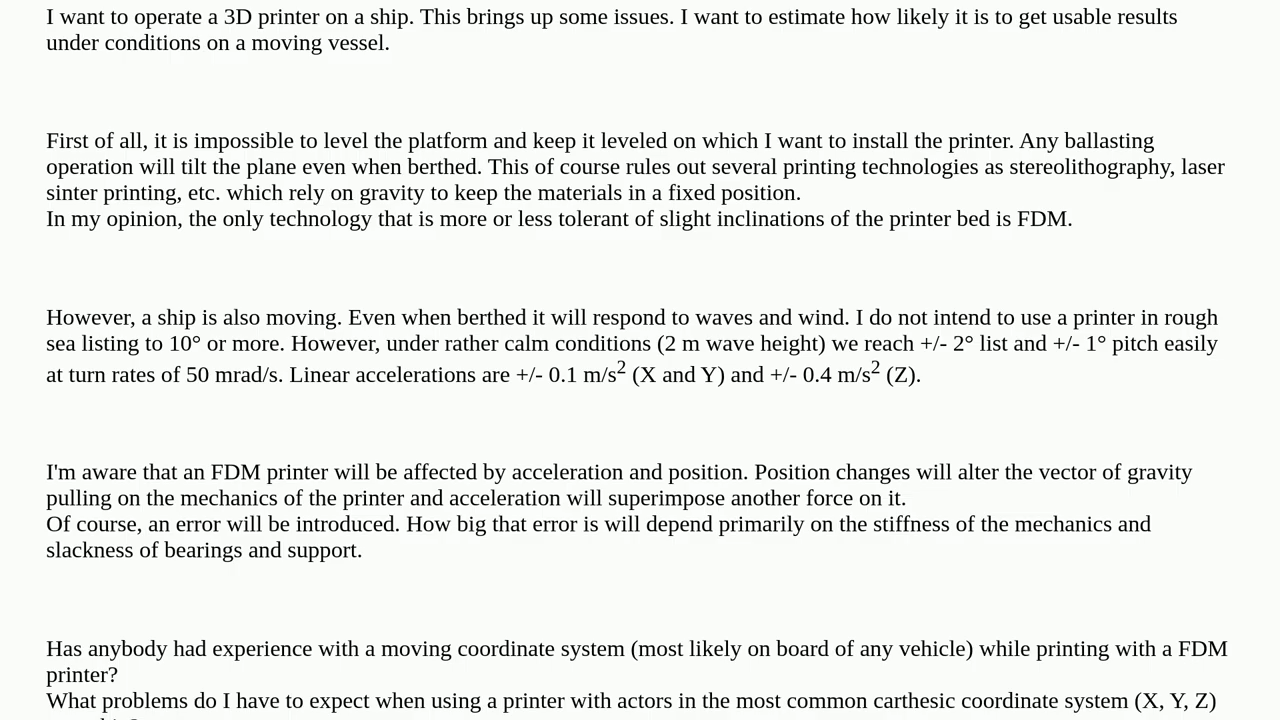 I want to operate a 3D printer on a ship. This brings up some issues. I want to estimate how likely it is to get usable results
under conditions on a moving vessel.
First of all, it is impossible to level the platform and keep it leveled on which I want to install the printer. Any ballasting
operation will tilt the plane even when berthed. This of course rules out several printing technologies as stereolithography, laser
sinter printing, etc. which rely on gravity to keep the materials in a fixed position.
In my opinion, the only technology that is more or less tolerant of slight inclinations of the printer bed is FDM.
However, a ship is also moving. Even when berthed it will respond to waves and wind. I do not intend to use a printer in rough
sea listing to 10° or more. However, under rather calm conditions (2 m wave height) we reach +/- 2° list and +/- 1° pitch easily
at turn rates of 50 mrad/s. Linear accelerations are +/- 0.1 m/s² (X and Y) and +/- 0.4 m/s² (Z).
I'm aware that an FDM printer will be affected by acceleration and position. Position changes will alter the vector of gravity
pulling on the mechanics of the printer and acceleration will superimpose another force on it.
Of course, an error will be introduced. How big that error is will depend primarily on the stiffness of the mechanics and
slackness of bearings and support.
Has anybody had experience with a moving coordinate system (most likely on board of any vehicle) while printing with a FDM
printer?
What problems do I have to expect when using a printer with actors in the most common carthesic coordinate system (X, Y, Z)